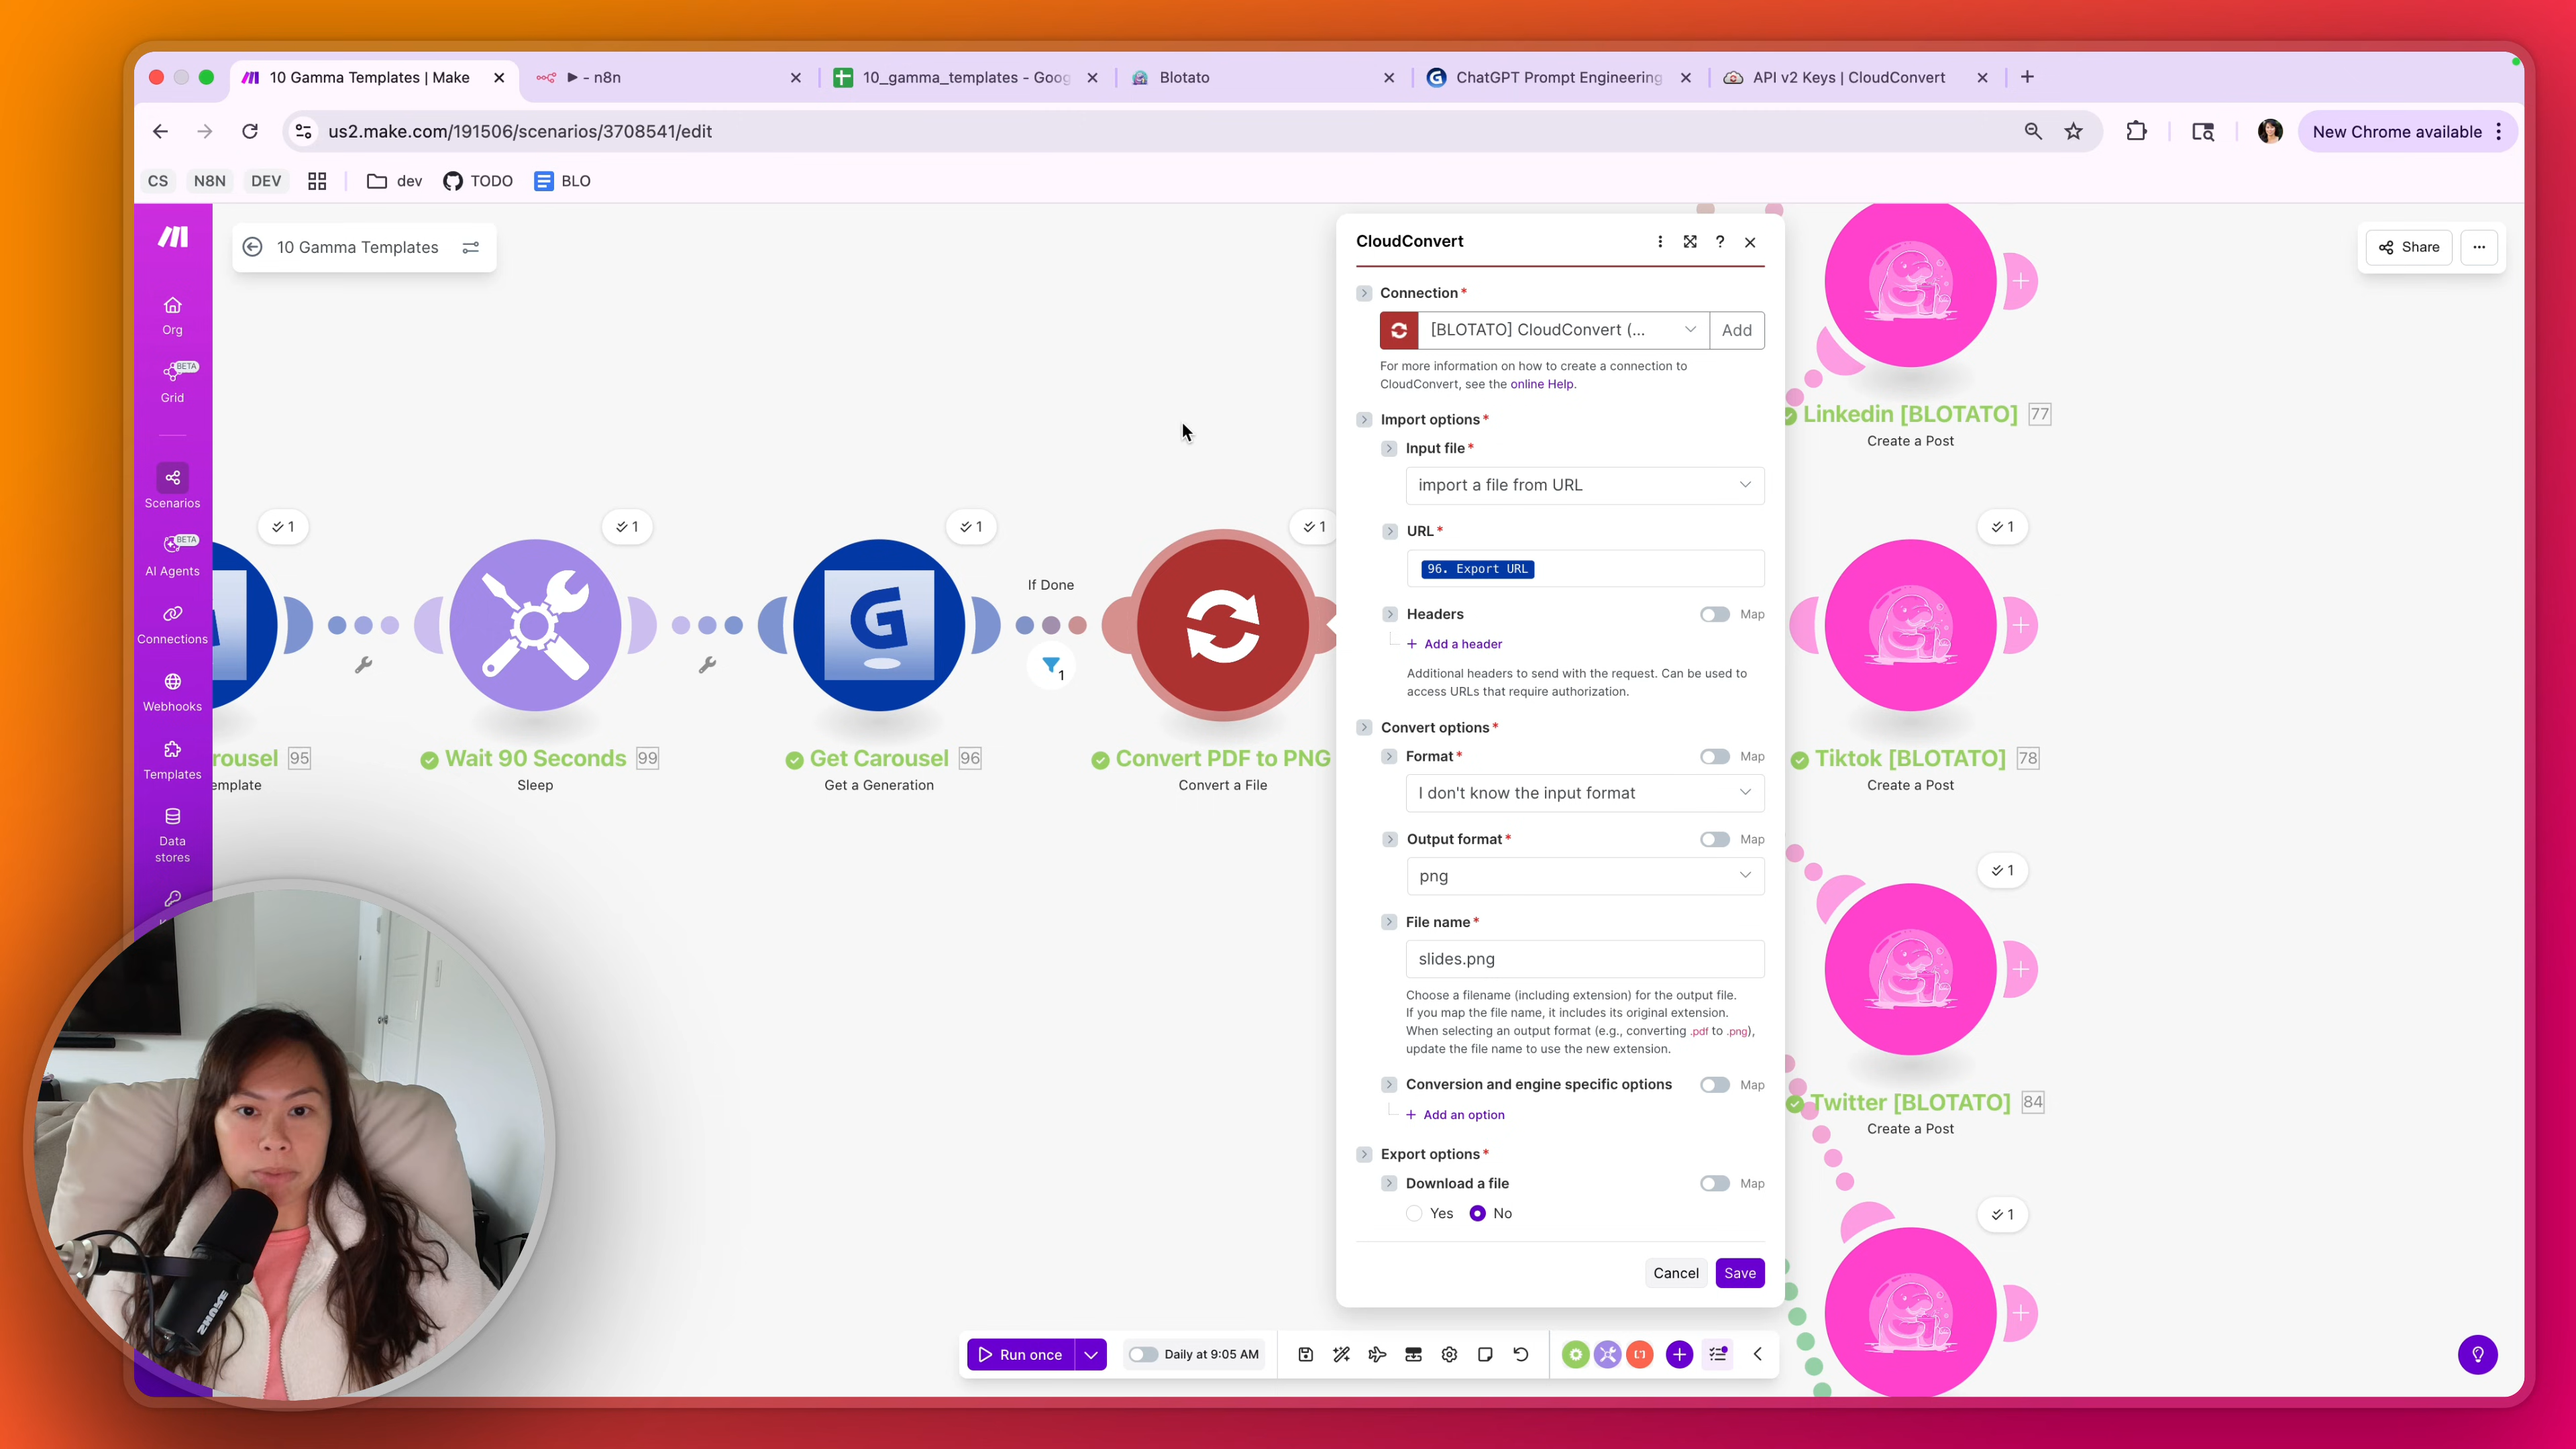 10 Gamma Templates | Make
▶ - n8n
10_gamma_templates - Goog
Blotato
ChatGPT Prompt Engineering
API v2 Keys | CloudConvert
us2.make.com/191506/scenarios/3708541/edit
New Chrome available
CS
N8N
DEV
dev
TODO
BLO
10 Gamma Templates
Share
Org
BETA
Grid
Scenarios
BETA
AI Agents
Connections
Webhooks
Templates
Data
stores
1
1
1
1
If Done
1
rousel 95
emplate
Wait 90 Seconds 99
Sleep
Get Carousel 96
Get a Generation
Convert PDF to PNG
Convert a File
CloudConvert
Connection*
[BLOTATO] CloudConvert (...
Add
For more information on how to create a connection to
CloudConvert, see the online Help.
Import options*
Input file*
import a file from URL
URL*
96. Export URL
Headers
Map
+ Add a header
Additional headers to send with the request. Can be used to
access URLs that require authorization.
Convert options*
Format*
Map
I don't know the input format
Output format*
Map
png
File name*
slides.png
Choose a filename (including extension) for the output file.
If you map the file name, it includes its original extension.
When selecting an output format (e.g., converting .pdf to .png),
update the file name to use the new extension.
Conversion and engine specific options
Map
+ Add an option
Export options*
Download a file
Map
Yes
No
Cancel
Save
Linkedin [BLOTATO] 77
Create a Post
1
Tiktok [BLOTATO] 78
Create a Post
1
Twitter [BLOTATO] 84
Create a Post
1
Run once
Daily at 9:05 AM
SHURE